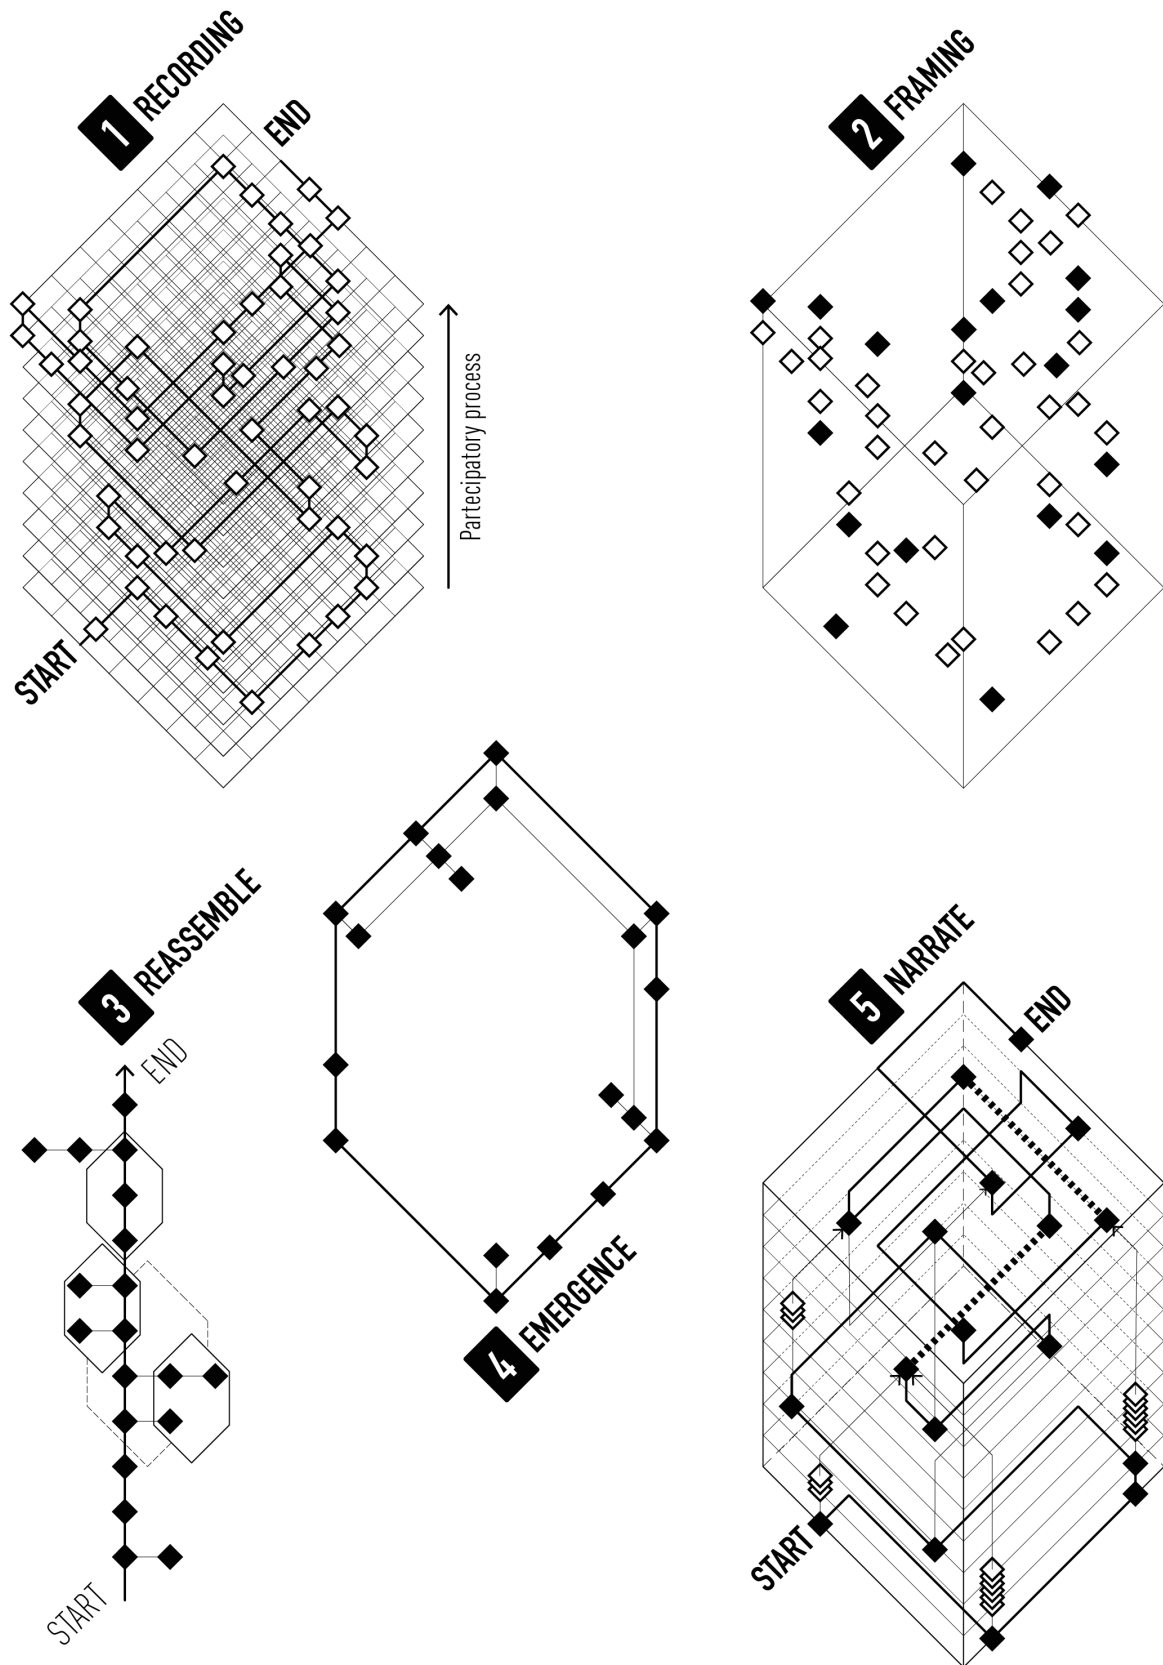 1 RECORDING
END
Partecipatory process
START
2 FRAMING
3 REASSEMBLE
END
START
4 EMERGENCE
5 NARRATE
END
START